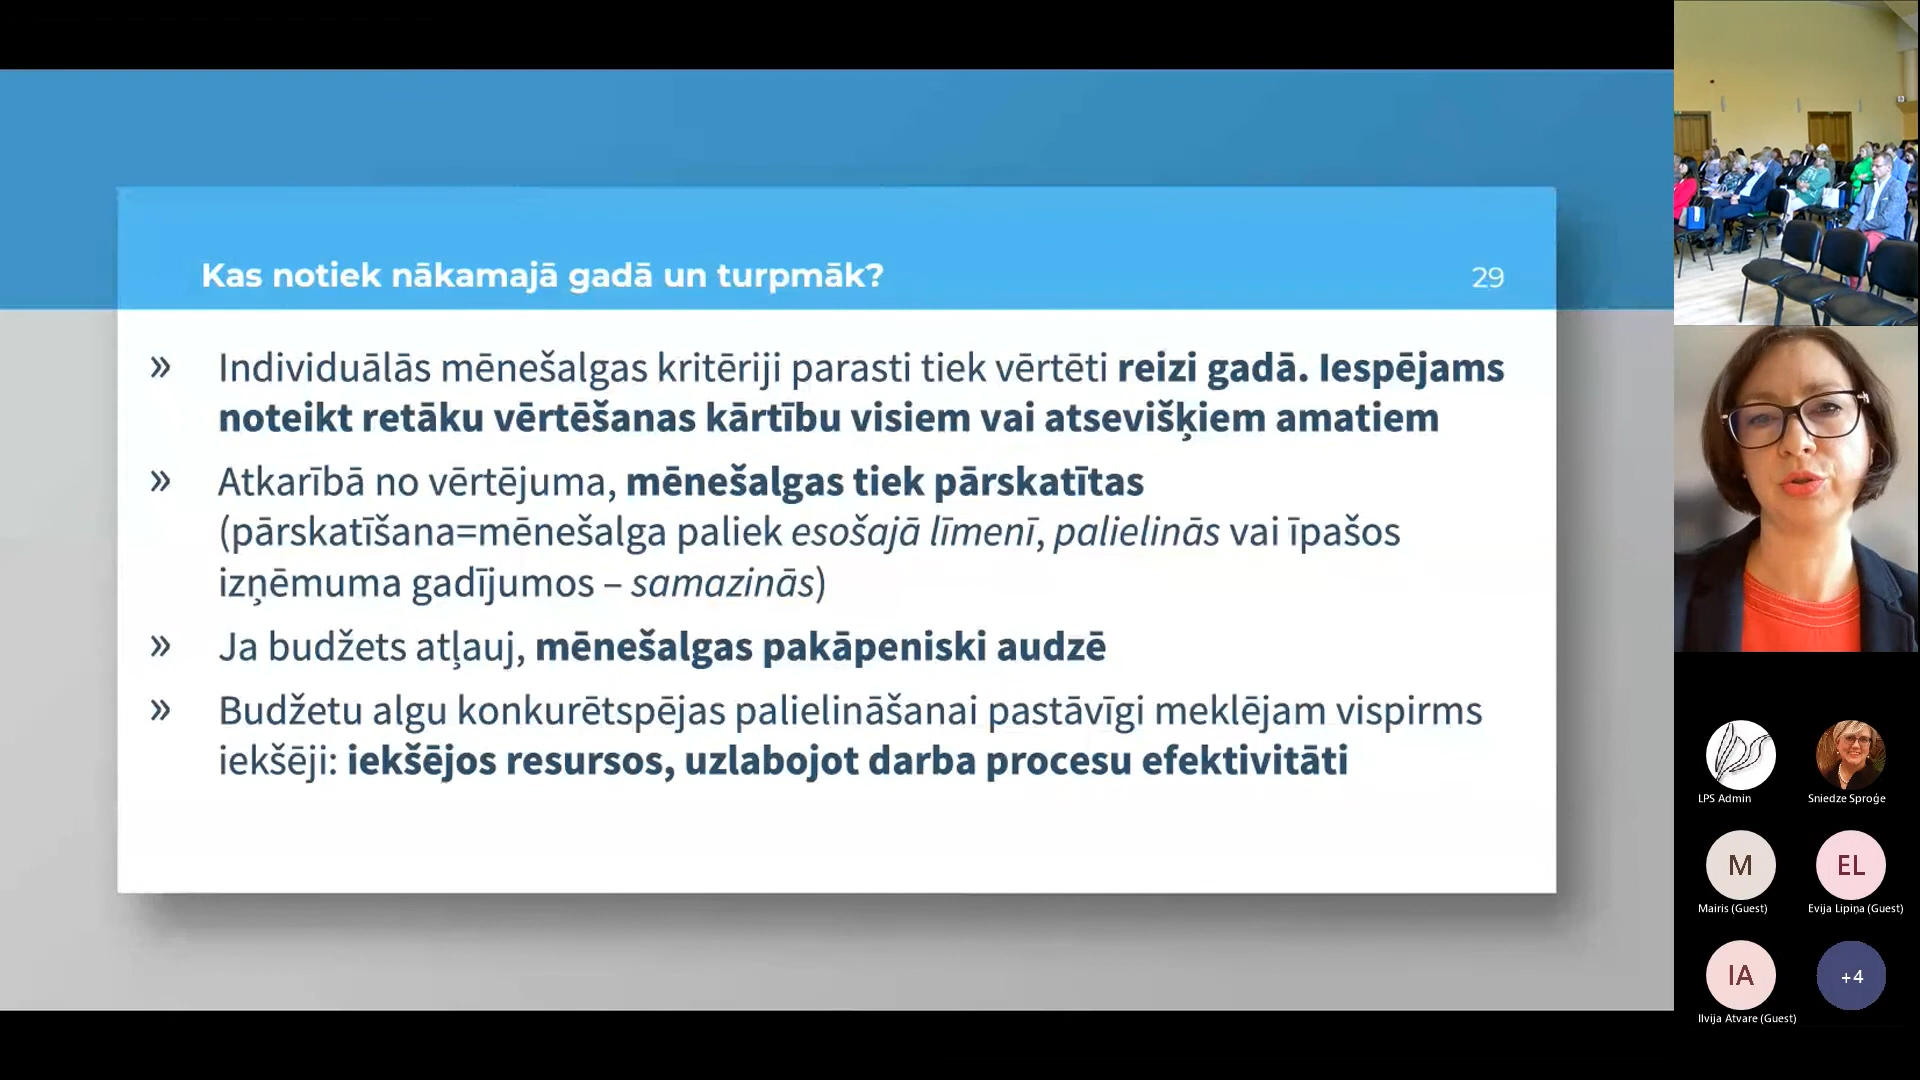 Kas notiek nākamajā gadā un turpmāk?
29
» Individuālās mēnešalgas kritēriji parasti tiek vērtēti reizi gadā. Iespējams
noteikt retāku vērtēšanas kārtību visiem vai atsevišķiem amatiem
» Atkarībā no vērtējuma, mēnešalgas tiek pārskatītas
(pārskatīšana=mēnešalga paliek esošajā līmenī, palielinās vai īpašos
izņēmuma gadījumos – samazinās)
» Ja budžets atļauj, mēnešalgas pakāpeniski audzē
» Budžetu algu konkurētspējas palielināšanai pastāvīgi meklējam vispirms
iekšēji: iekšējos resursos, uzlabojot darba procesu efektivitāti
LPS Admin
Sniedze Sproģe
M
EL
Mairis (Guest)
Evija Lipiņa (Guest)
IA
+4
Ilvija Atvare (Guest)